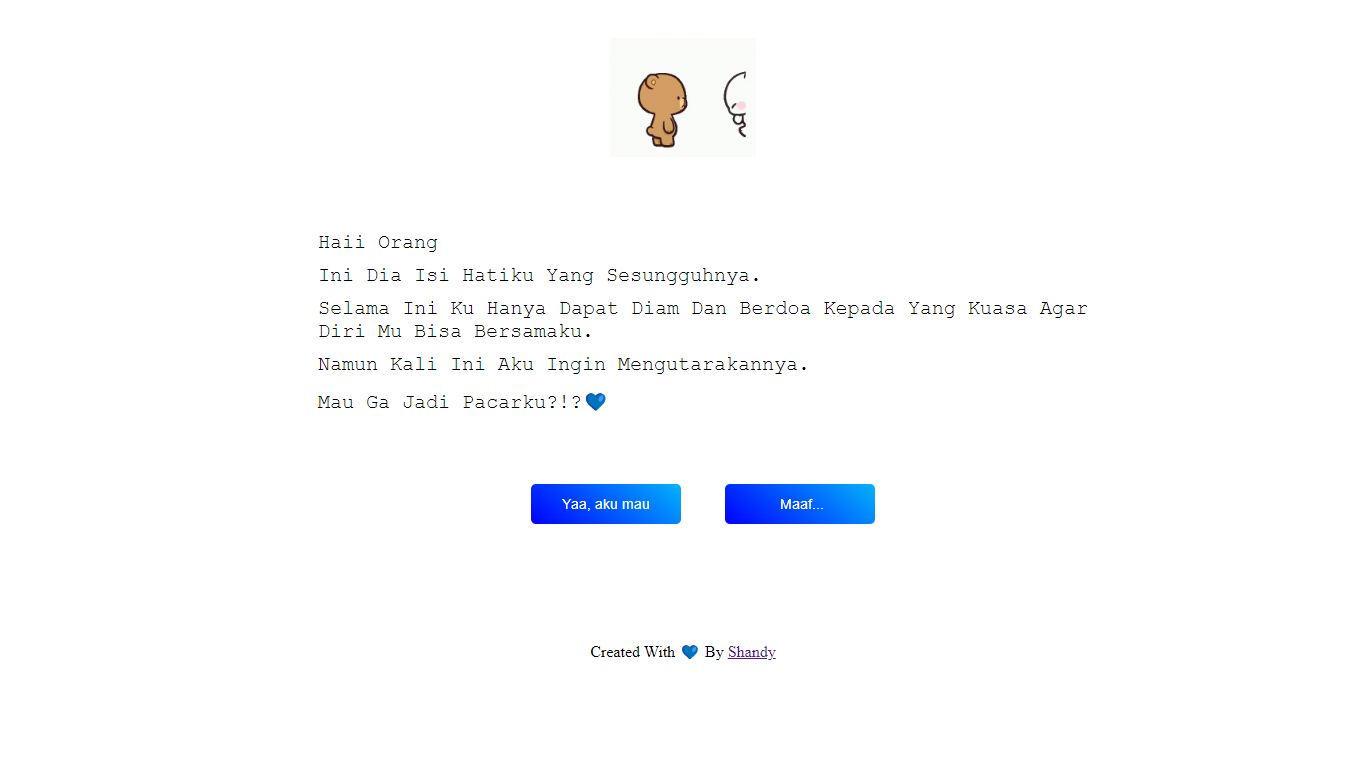 Haii Orang
Ini Dia Isi Hatiku Yang Sesungguhnya.
Selama Ini Ku Hanya Dapat Diam Dan Berdoa Kepada Yang Kuasa Agar
Diri Mu Bisa Bersamaku.
Namun Kali Ini Aku Ingin Mengutarakannya.
Mau Ga Jadi Pacarku?!?💙
Yaa, aku mau
Maaf...
Created With 💙 By Shandy